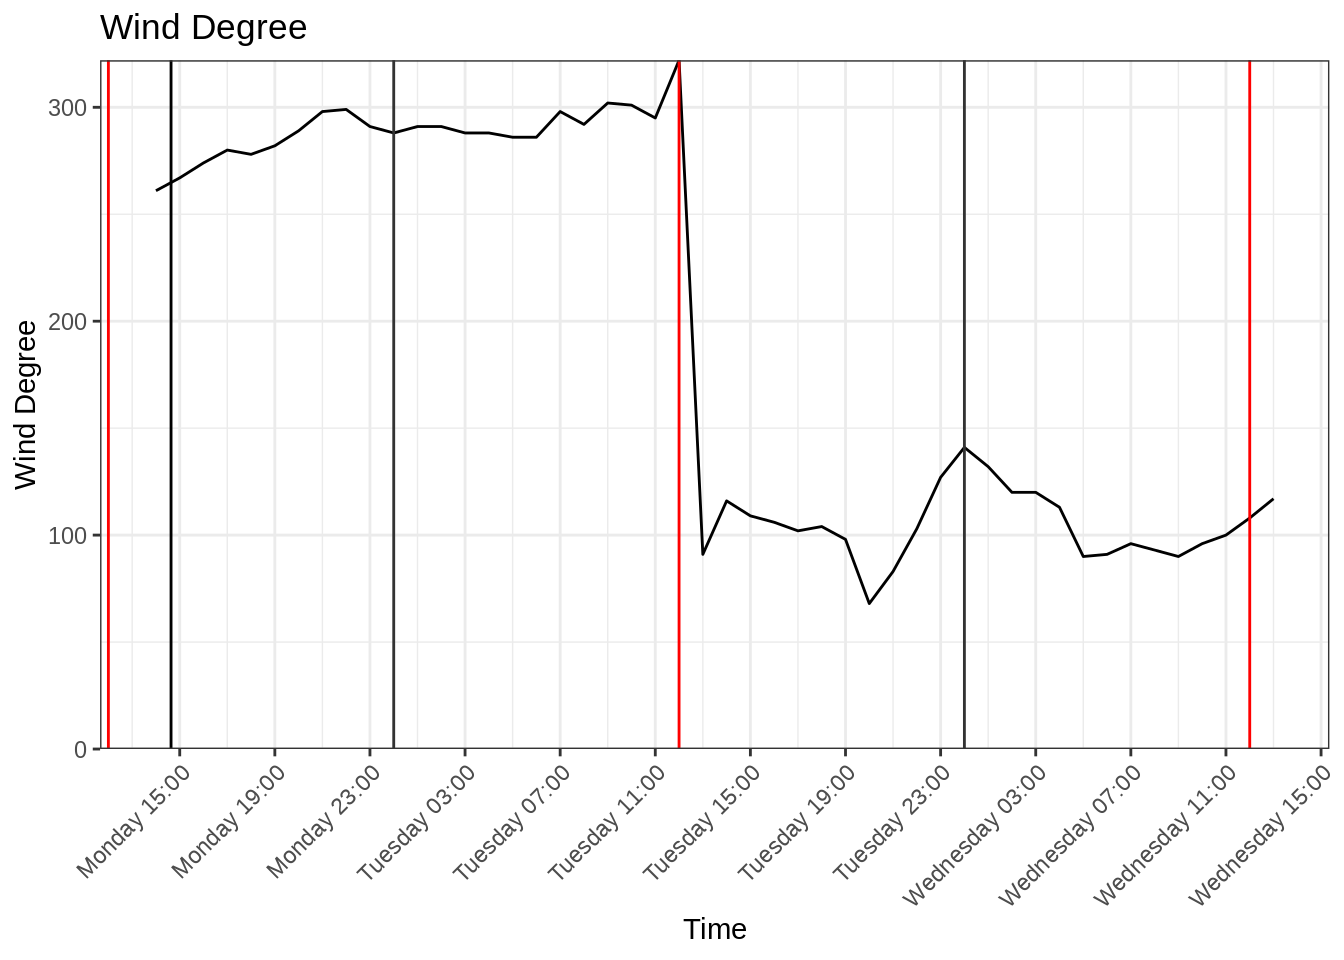 Wind Degree
Wind Degree
300
200
100
0
Monday 15:00
Monday 19:00
Monday 23:00
Tuesday 03:00
Tuesday 07:00
Tuesday 11:00
Tuesday 15:00
Tuesday 19:00
Tuesday 23:00
Wednesday 03:00
Wednesday 07:00
Wednesday 11:00
Wednesday 15:00
Time